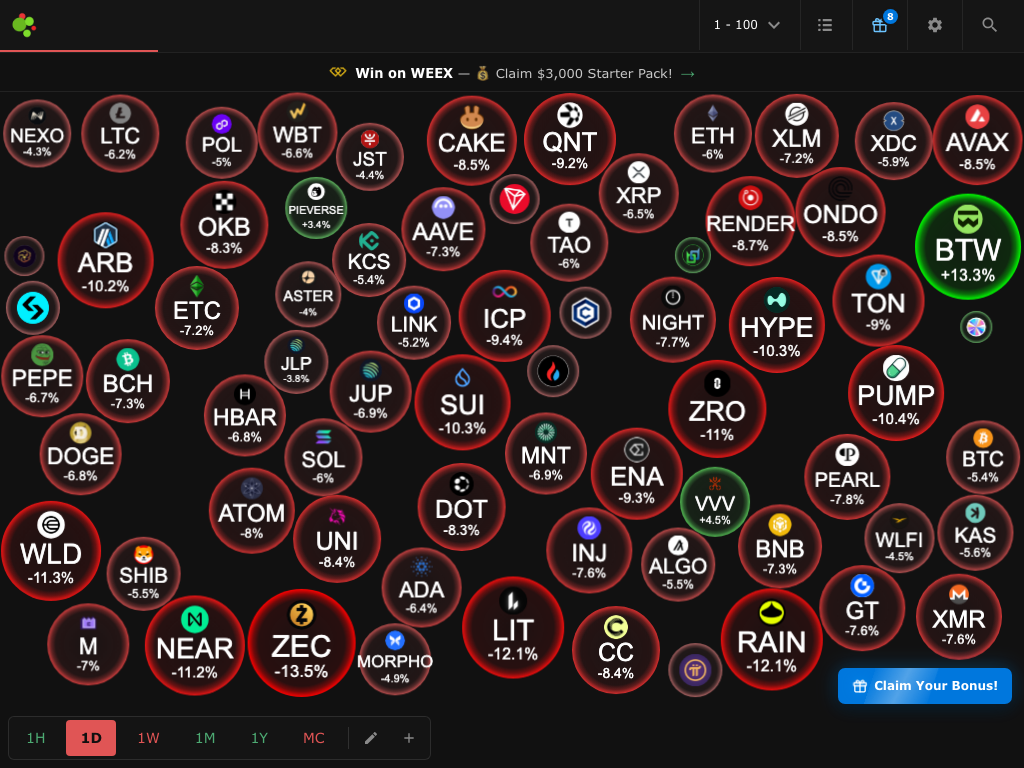 1 - 100
8
Win on WEEX — 💰 Claim $3,000 Starter Pack! →
NEXO
-4.3%
LTC
-6.2%
POL
-5%
WBT
-6.6%
JST
-4.4%
CAKE
-8.5%
QNT
-9.2%
ETH
-6%
XLM
-7.2%
XDC
-5.9%
AVAX
-8.5%
OKB
-8.3%
PIEVERSE
+3.4%
AAVE
-7.3%
XRP
-6.5%
TAO
-6%
RENDER
-8.7%
ONDO
-8.5%
BTW
+13.3%
ARB
-10.2%
KCS
-5.4%
ETC
-7.2%
ASTER
-4%
LINK
-5.2%
ICP
-9.4%
NIGHT
-7.7%
HYPE
-10.3%
TON
-9%
PEPE
-6.7%
BCH
-7.3%
JLP
-3.8%
JUP
-6.9%
HBAR
-6.8%
SUI
-10.3%
ZRO
-11%
PUMP
-10.4%
DOGE
-6.8%
SOL
-6%
MNT
-6.9%
ENA
-9.3%
PEARL
-7.8%
BTC
-5.4%
ATOM
-8%
DOT
-8.3%
VVV
+4.5%
WLD
-11.3%
UNI
-8.4%
INJ
-7.6%
ALGO
-5.5%
BNB
-7.3%
WLFI
-4.5%
KAS
-5.6%
SHIB
-5.5%
ADA
-6.4%
GT
-7.6%
XMR
-7.6%
M
-7%
NEAR
-11.2%
ZEC
-13.5%
MORPHO
-4.9%
LIT
-12.1%
CC
-8.4%
RAIN
-12.1%
Claim Your Bonus!
1H 1D 1W 1M 1Y MC +